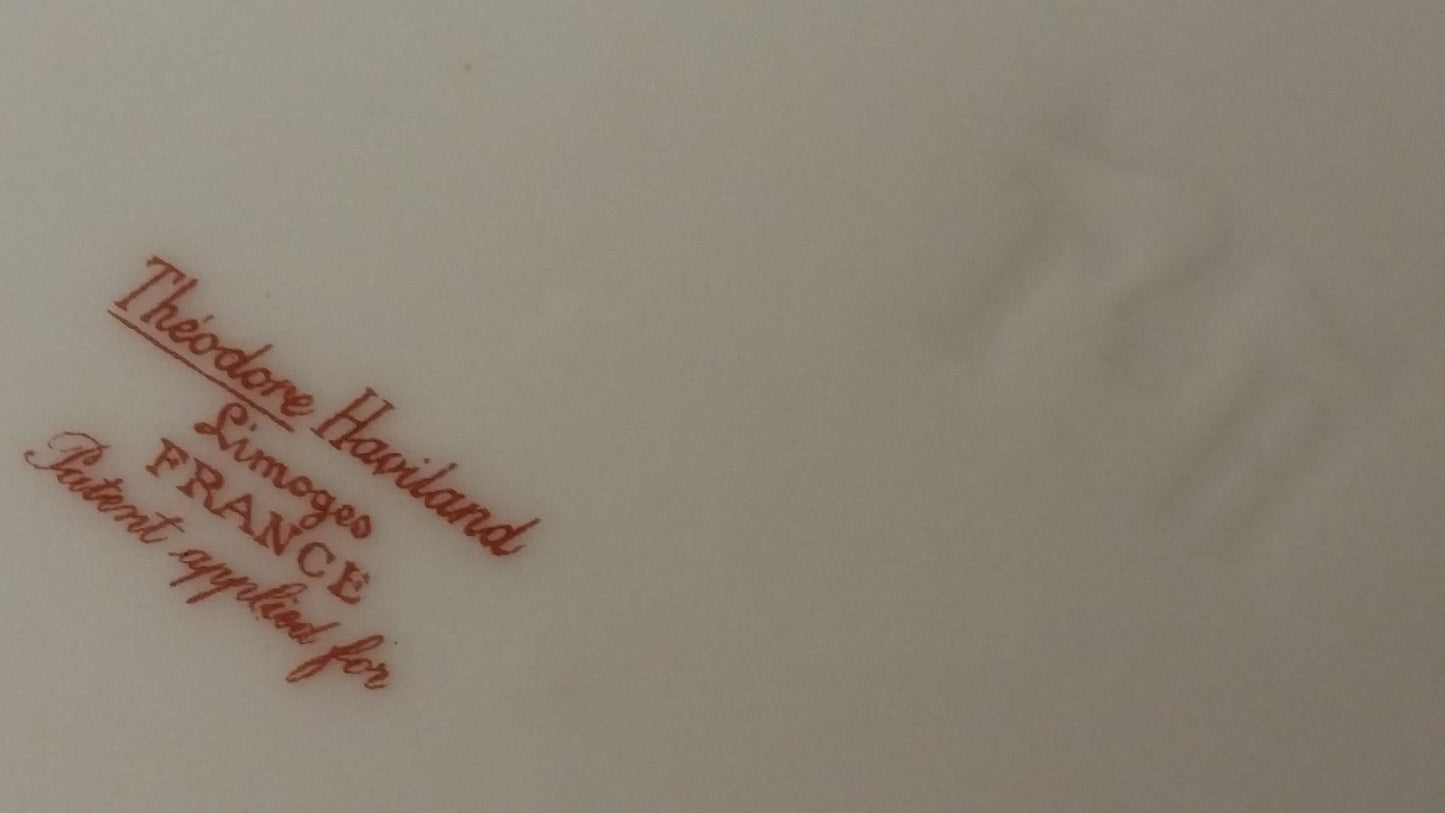 Théodore Haviland
Limoges
FRANCE
Patent applied for